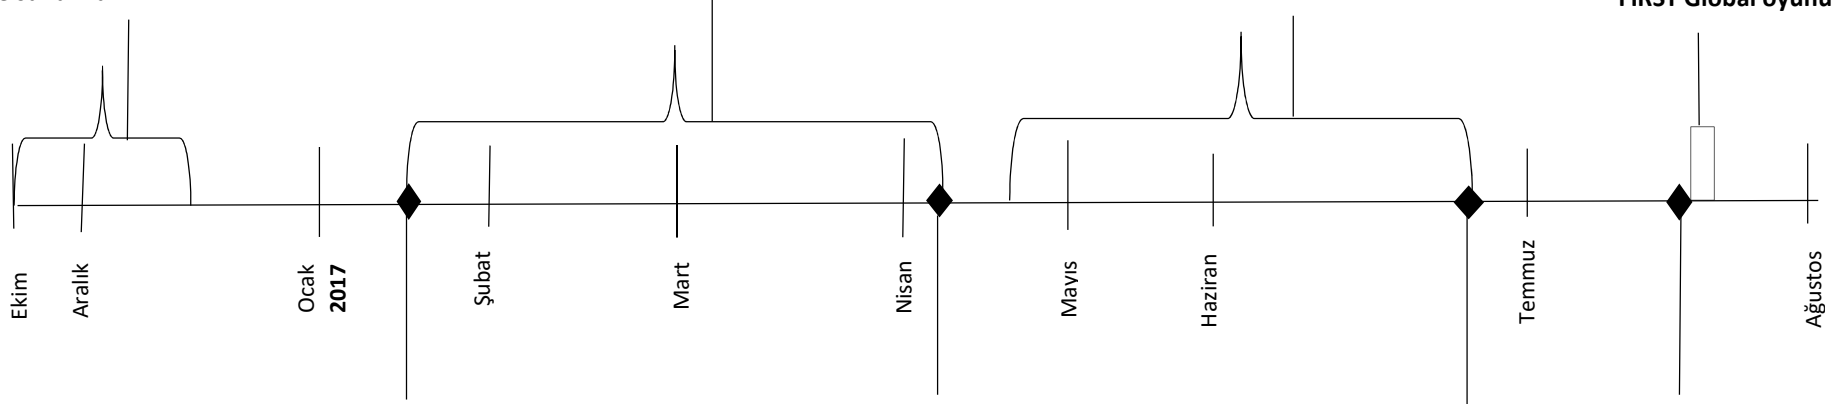 FIRST Global oyunu
Ekim
Aralık
Ocak
2017
Şubat
Mart
Nisan
Mayıs
Haziran
Temmuz
Ağustos